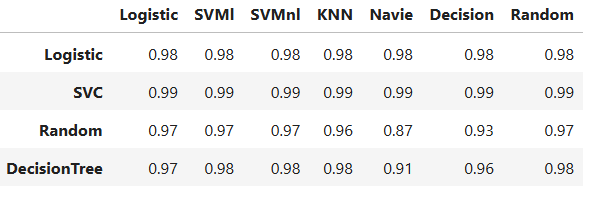 Logistic SVMl SVMnl KNN Navie Decision Random
Logistic 0.98 0.98 0.98 0.98 0.98 0.98 0.98
SVC 0.99 0.99 0.99 0.99 0.99 0.99 0.99
Random 0.97 0.97 0.97 0.96 0.87 0.93 0.97
DecisionTree 0.97 0.98 0.98 0.98 0.91 0.96 0.98